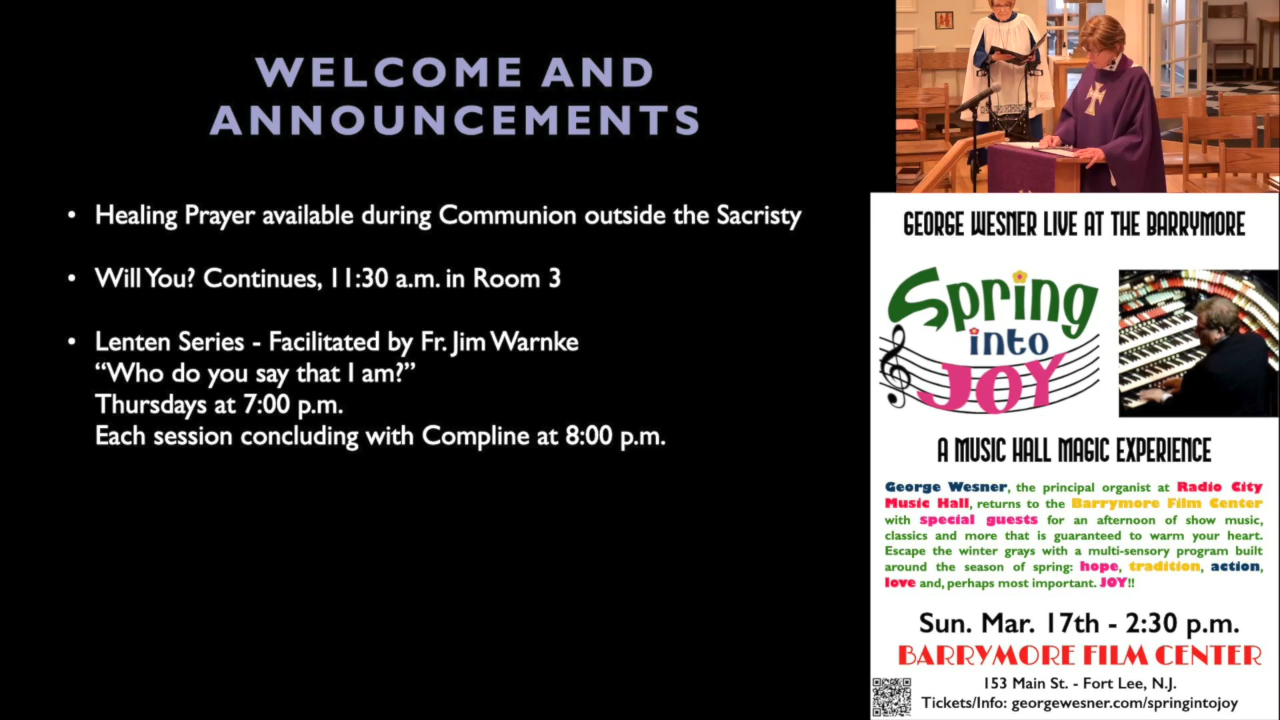 WELCOME AND
ANNOUNCEMENTS
• Healing Prayer available during Communion outside the Sacristy
• Will You? Continues, 11:30 a.m. in Room 3
• Lenten Series - Facilitated by Fr. Jim Warnke
“Who do you say that I am?”
Thursdays at 7:00 p.m.
Each session concluding with Compline at 8:00 p.m.
GEORGE WESNER LIVE AT THE BARRYMORE
Spring
into
JOY
A MUSIC HALL MAGIC EXPERIENCE
George Wesner, the principal organist at Radio City
Music Hall, returns to the Barrymore Film Center
with special guests for an afternoon of show music,
classics and more that is guaranteed to warm your heart.
Escape the winter grays with a multi-sensory program built
around the season of spring: hope, tradition, action,
love and, perhaps most important. JOY!!
Sun. Mar. 17th - 2:30 p.m.
BARRYMORE FILM CENTER
153 Main St. - Fort Lee, N.J.
Tickets/Info: georgewesner.com/springintojoy